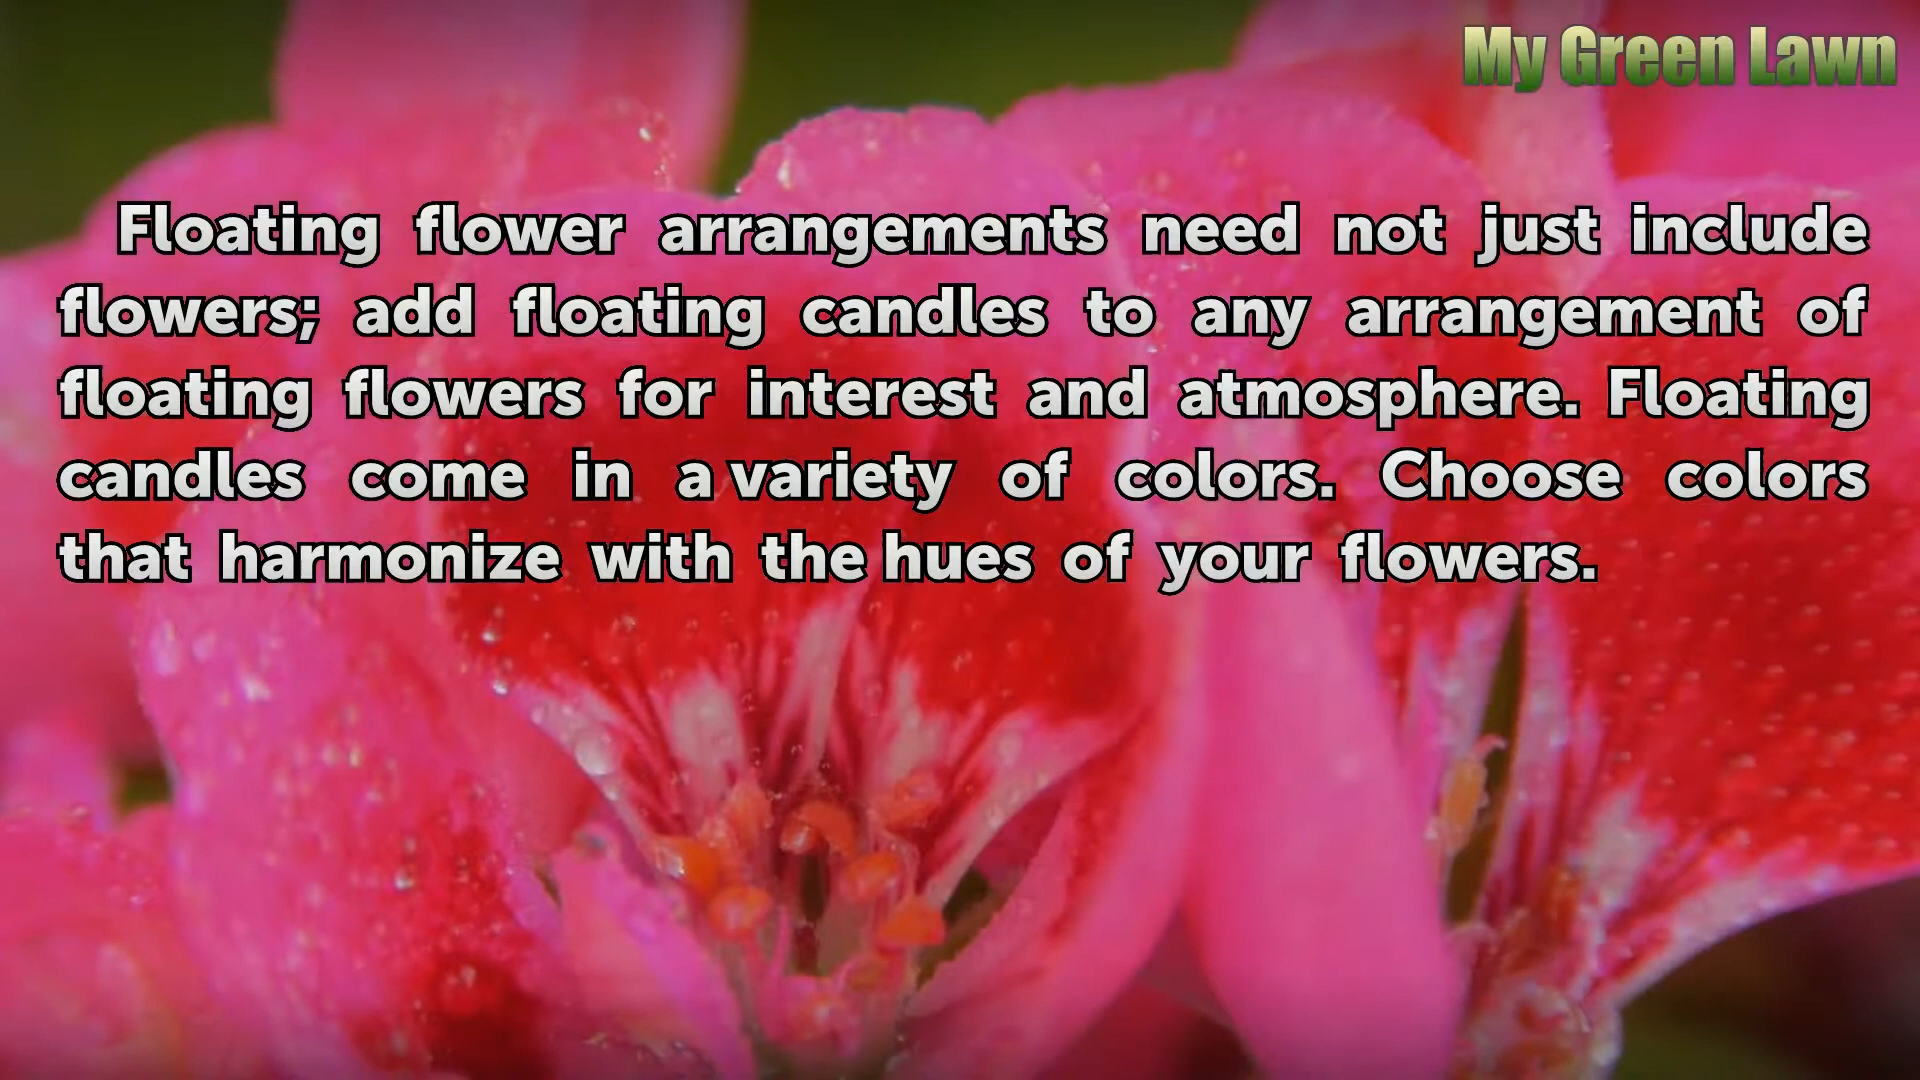 My Green Lawn
Floating flower arrangements need not just include
flowers; add floating candles to any arrangement of
floating flowers for interest and atmosphere. Floating
candles come in a variety of colors. Choose colors
that harmonize with the hues of your flowers.